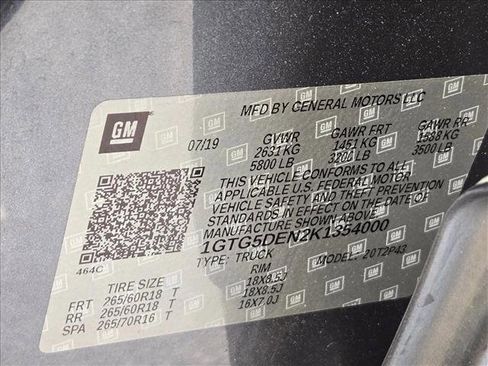 MFD BY GENERAL MOTORS LLC
GM
07/19 GVWR GAWR FRT GAWR RR
2631 KG 1451 KG 1588 KG
5800 LB 3200 LB 3500 LB
THIS VEHICLE CONFORMS TO ALL
APPLICABLE U.S. FEDERAL MOTOR
VEHICLE SAFETY AND THEFT
PREVENTION STANDARDS IN EFFECT
ON THE DATE OF MANUFACTURE
SHOWN ABOVE.
1GTG5DEN2K1354000
TYPE: TRUCK MODEL: 20T2P43
464C
TIRE SIZE RIM
FRT 265/60R18 T 18X8.5J
RR 265/60R18 T 18X8.5J
SPA 265/70R16 T 16X7.0J